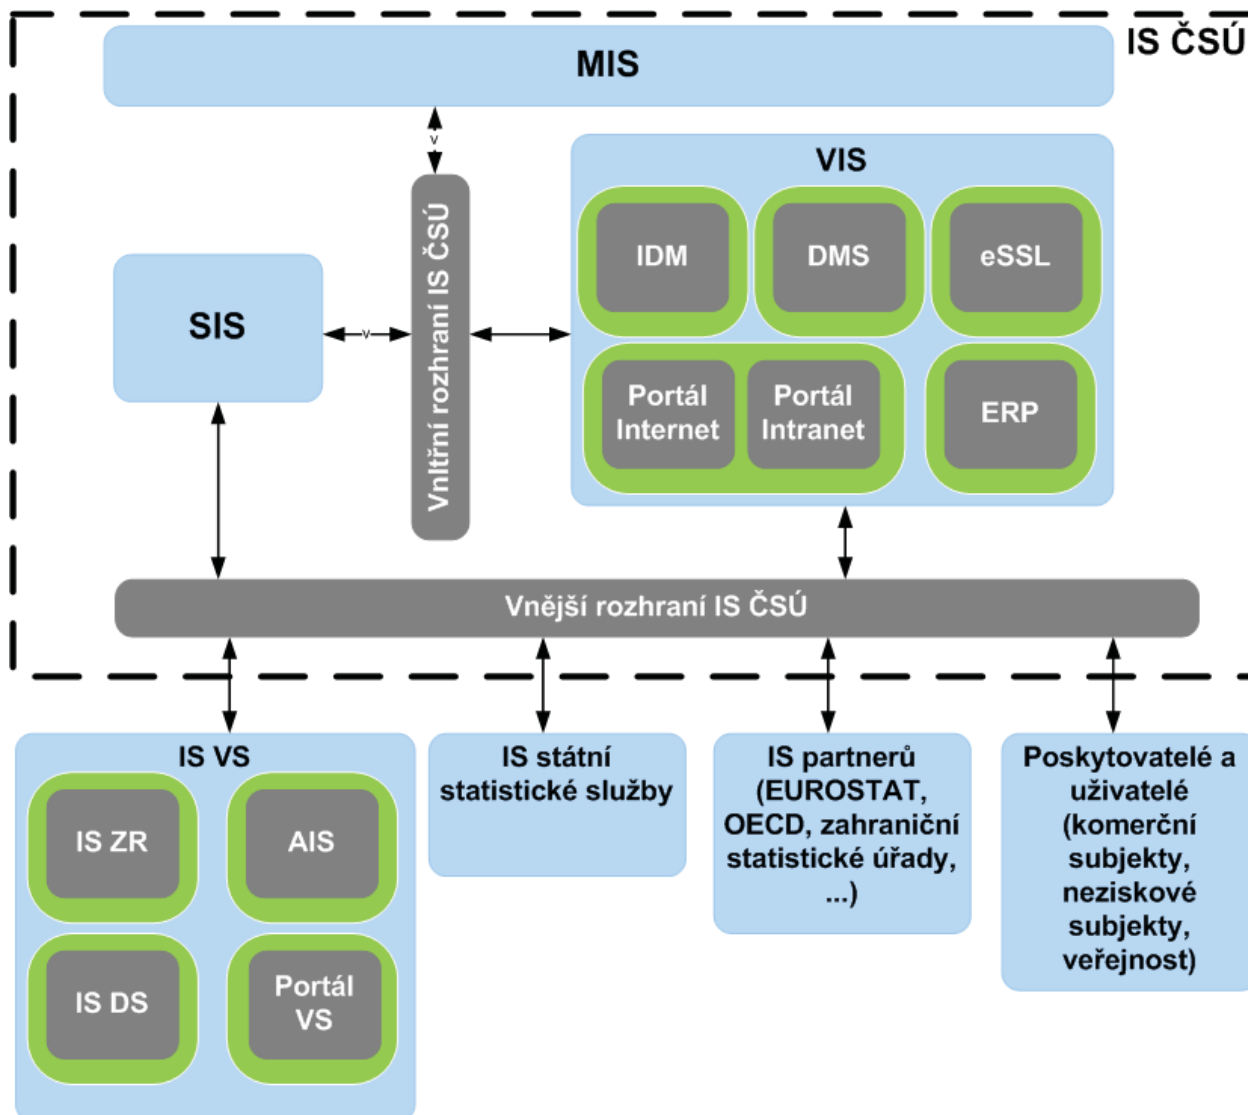 IS ČSÚ
MIS
v
VIS
IDM
DMS
eSSL
Vnitřní rozhraní IS ČSÚ
SIS
v
Portál
Internet
Portál
Intranet
ERP
Vnější rozhraní IS ČSÚ
IS VS
IS ZR
AIS
IS DS
Portál
VS
IS státní
statistické služby
IS partnerů
(EUROSTAT,
OECD, zahraniční
statistické úřady,
...)
Poskytovatelé a
uživatelé
(komerční
subjekty,
neziskové
subjekty,
veřejnost)